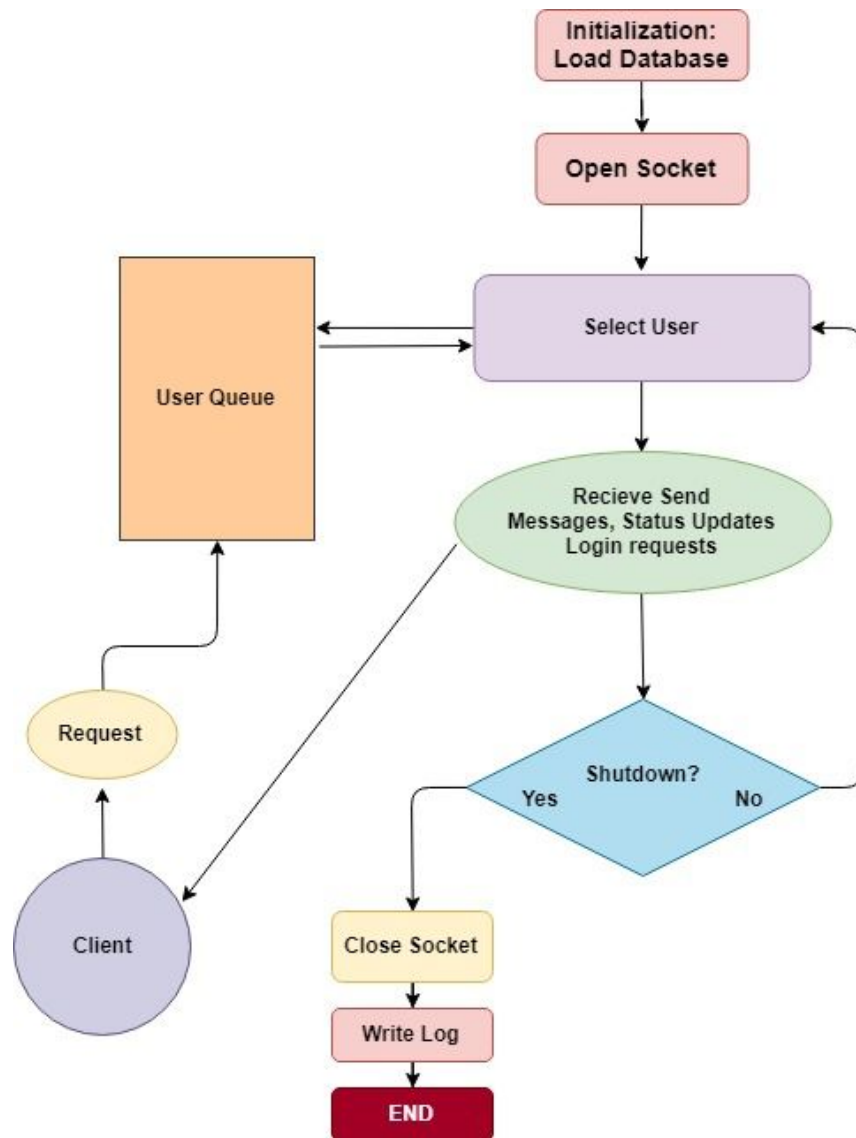 Initialization:
Load Database
Open Socket
Select User
User Queue
Recieve Send
Messages, Status Updates
Login requests
Request
Shutdown?
Yes
No
Client
Close Socket
Write Log
END